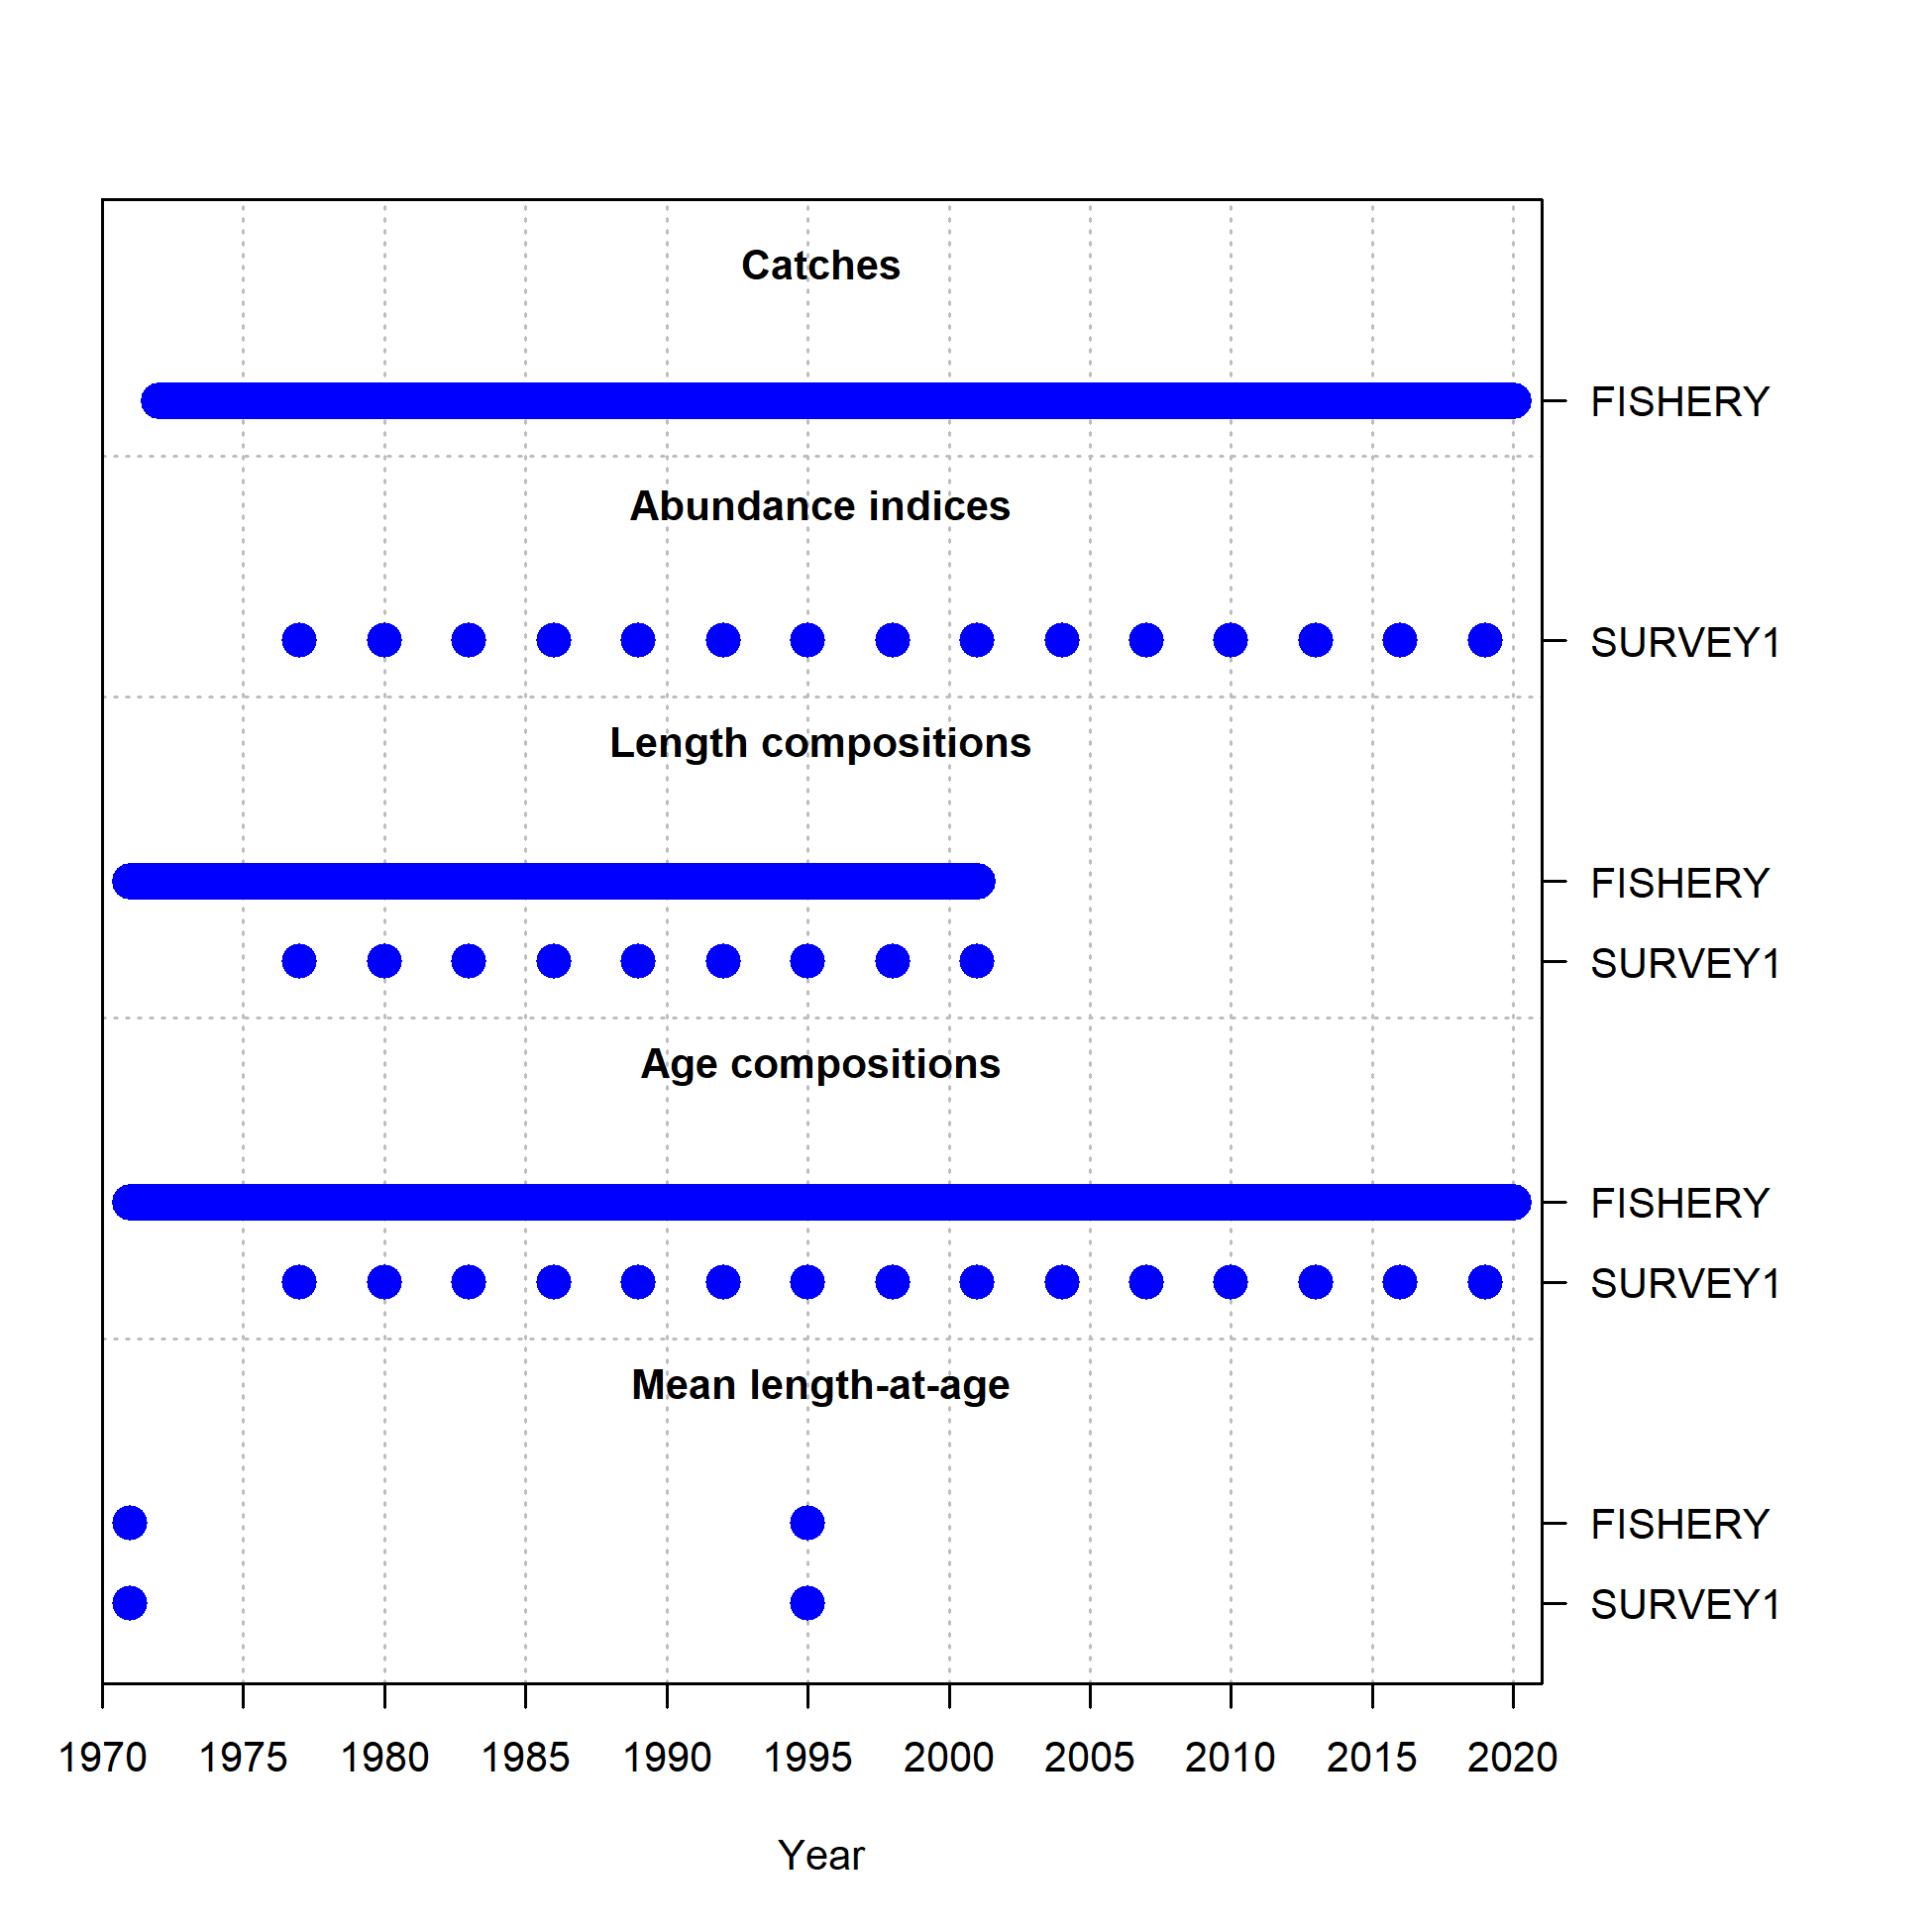 Catches
FISHERY
Abundance indices
SURVEY1
Length compositions
FISHERY
SURVEY1
Age compositions
FISHERY
SURVEY1
Mean length-at-age
FISHERY
SURVEY1
1970 1975 1980 1985 1990 1995 2000 2005 2010 2015 2020
Year